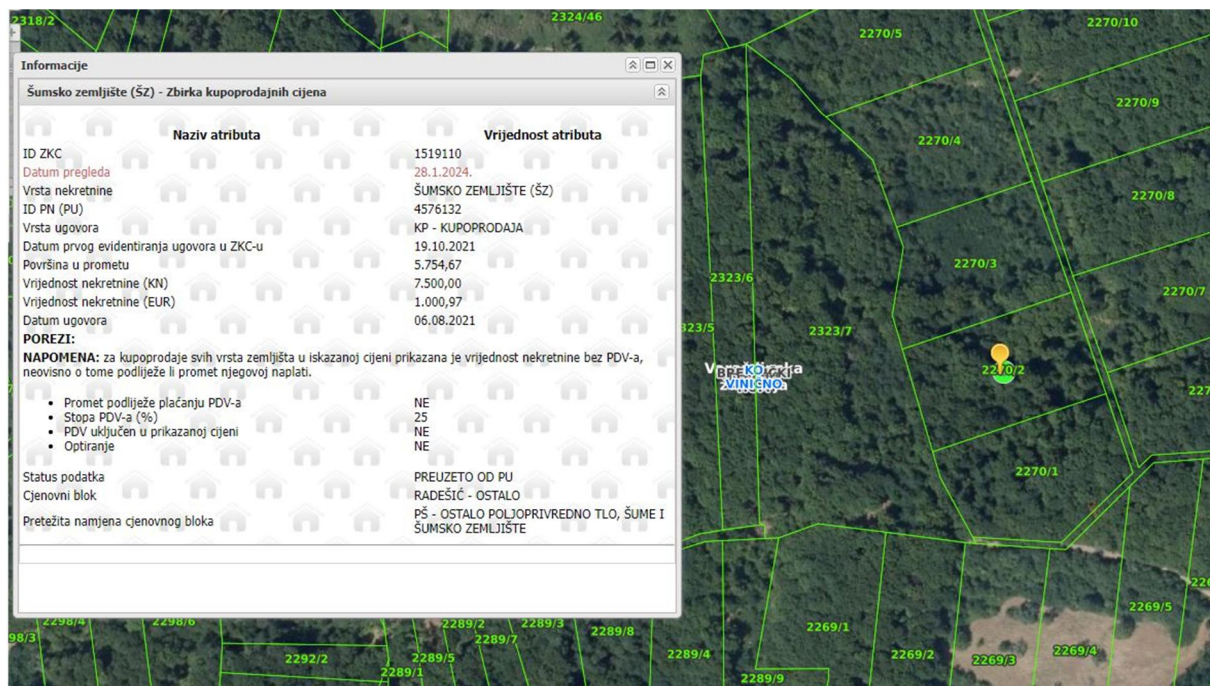 2318/2
2324/46
2270/5
2270/10
Informacije
Šumsko zemljište (ŠZ) - Zbirka kupoprodajnih cijena
Naziv atributa Vrijednost atributa
ID ZKC 1519110
Datum pregleda 28.1.2024.
Vrsta nekretnine ŠUMSKO ZEMLJIŠTE (ŠZ)
ID PN (PU) 4576132
Vrsta ugovora KP - KUPOPRODAJA
Datum prvog evidentiranja ugovora u ZKC-u 19.10.2021
Površina u prometu 5.754,67
Vrijednost nekretnine (KN) 7.500,00
Vrijednost nekretnine (EUR) 1.000,97
Datum ugovora 06.08.2021
POREZI:
NAPOMENA: za kupoprodaje svih vrsta zemljišta u iskazanoj cijeni prikazana je vrijednost nekretnine bez PDV-a,
neovisno o tome podliježe li promet njegovoj naplati.
• Promet podliježe plaćanju PDV-a NE
• Stopa PDV-a (%) 25
• PDV uključen u prikazanoj cijeni NE
• Optiranje NE
Status podatka PREUZETO OD PU
Cjenovni blok RADEŠIĆ - OSTALO
Pretežita namjena cjenovnog bloka PŠ - OSTALO POLJOPRIVREDNO TLO, ŠUME I
ŠUMSKO ZEMLJIŠTE
2270/9
2270/4
2270/8
2270/3
2323/6
2270/7
323/5
2323/7
2270/2
KO
VINIČNO
227
2270/1
226
2269/5
2298/4
2298/6
2289/2
2289/3
2289/8
2269/1
98/3
2289/7
2292/2
2289/5
2289/4
2269/2
2269/3
2269/4
2289/1
2289/9